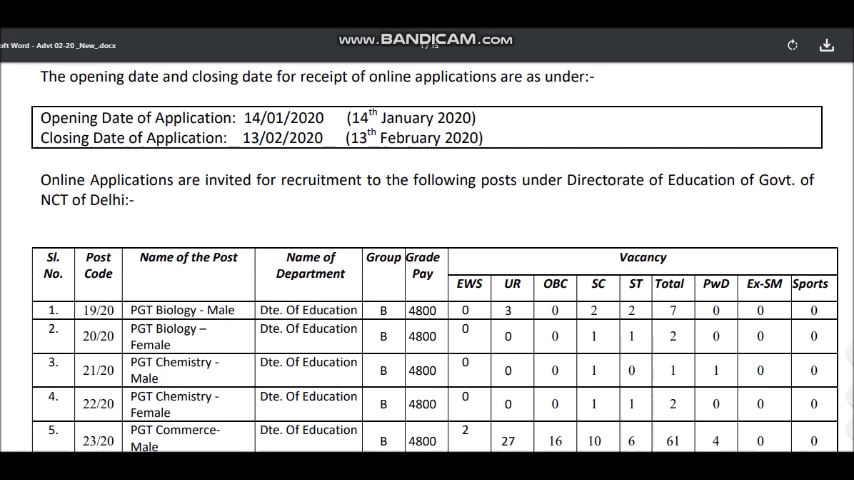 www.BANDICAM.com
oft Word - Advt 02-20 _New_.docx
The opening date and closing date for receipt of online applications are as under:-
Opening Date of Application: 14/01/2020 (14th January 2020)
Closing Date of Application: 13/02/2020 (13th February 2020)
Online Applications are invited for recruitment to the following posts under Directorate of Education of Govt. of
NCT of Delhi:-
Sl. No. Post Code Name of the Post Name of Department Group Grade Pay Vacancy
EWS UR OBC SC ST Total PwD Ex-SM Sports
1. 19/20 PGT Biology - Male Dte. Of Education B 4800 0 3 0 2 2 7 0 0 0
2. 20/20 PGT Biology – Female Dte. Of Education B 4800 0 0 0 1 1 2 0 0 0
3. 21/20 PGT Chemistry - Male Dte. Of Education B 4800 0 0 0 1 0 1 1 0 0
4. 22/20 PGT Chemistry - Female Dte. Of Education B 4800 0 0 0 1 1 2 0 0 0
5. 23/20 PGT Commerce- Male Dte. Of Education B 4800 2 27 16 10 6 61 4 0 0